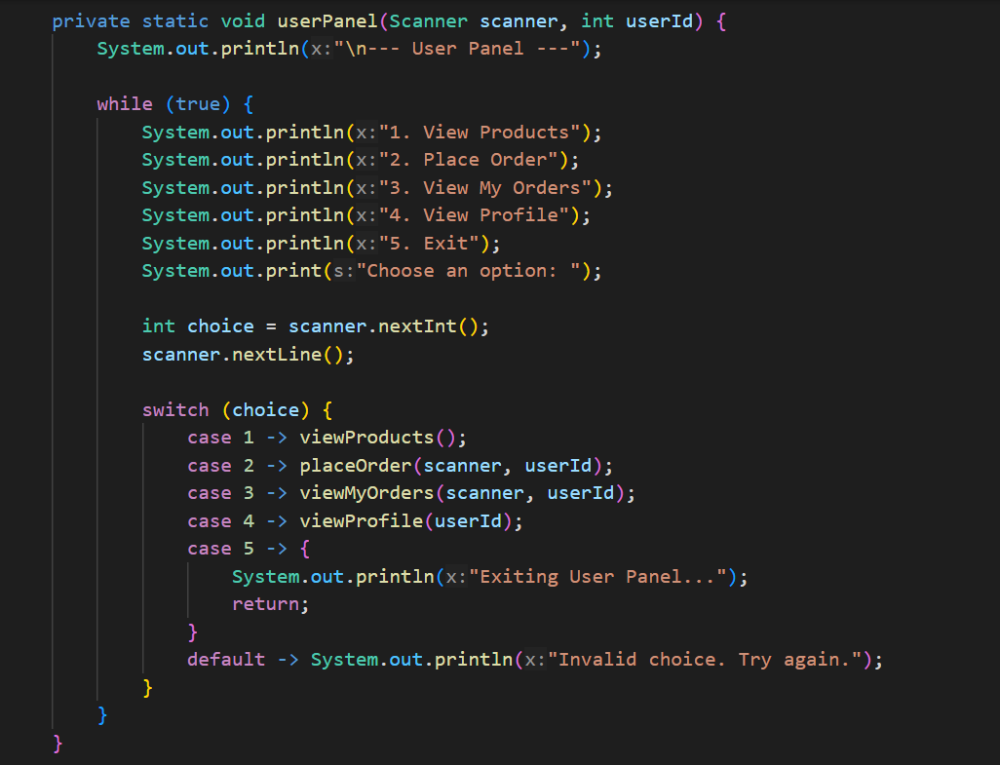 private static void userPanel(Scanner scanner, int userId) {
    System.out.println(x:"\n--- User Panel ---");

    while (true) {
        System.out.println(x:"1. View Products");
        System.out.println(x:"2. Place Order");
        System.out.println(x:"3. View My Orders");
        System.out.println(x:"4. View Profile");
        System.out.println(x:"5. Exit");
        System.out.print(s:"Choose an option: ");

        int choice = scanner.nextInt();
        scanner.nextLine();

        switch (choice) {
            case 1 -> viewProducts();
            case 2 -> placeOrder(scanner, userId);
            case 3 -> viewMyOrders(scanner, userId);
            case 4 -> viewProfile(userId);
            case 5 -> {
                System.out.println(x:"Exiting User Panel...");
                return;
            }
            default -> System.out.println(x:"Invalid choice. Try again.");
        }
    }
}